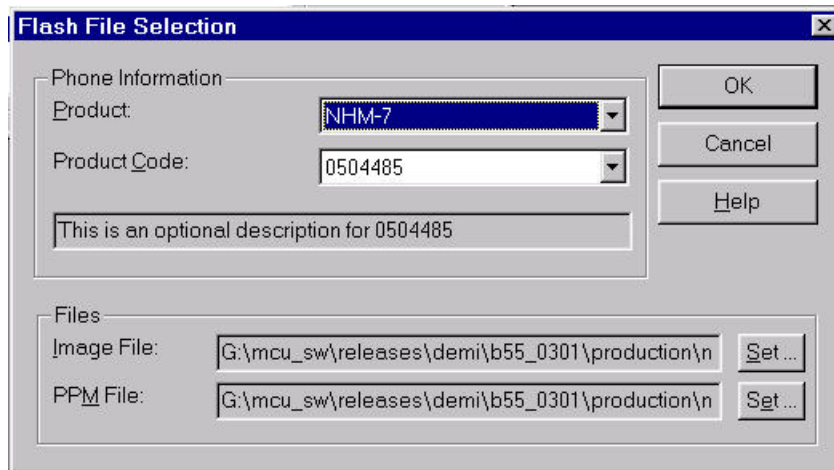 Flash File Selection
Phone Information
Product:
NHM-7
Product Code:
0504485
This is an optional description for 0504485
OK
Cancel
Help
Files
Image File:
G:\mcu_sw\releases\demi\b55_0301\production\n
Set ...
PPM File:
G:\mcu_sw\releases\demi\b55_0301\production\n
Set ...